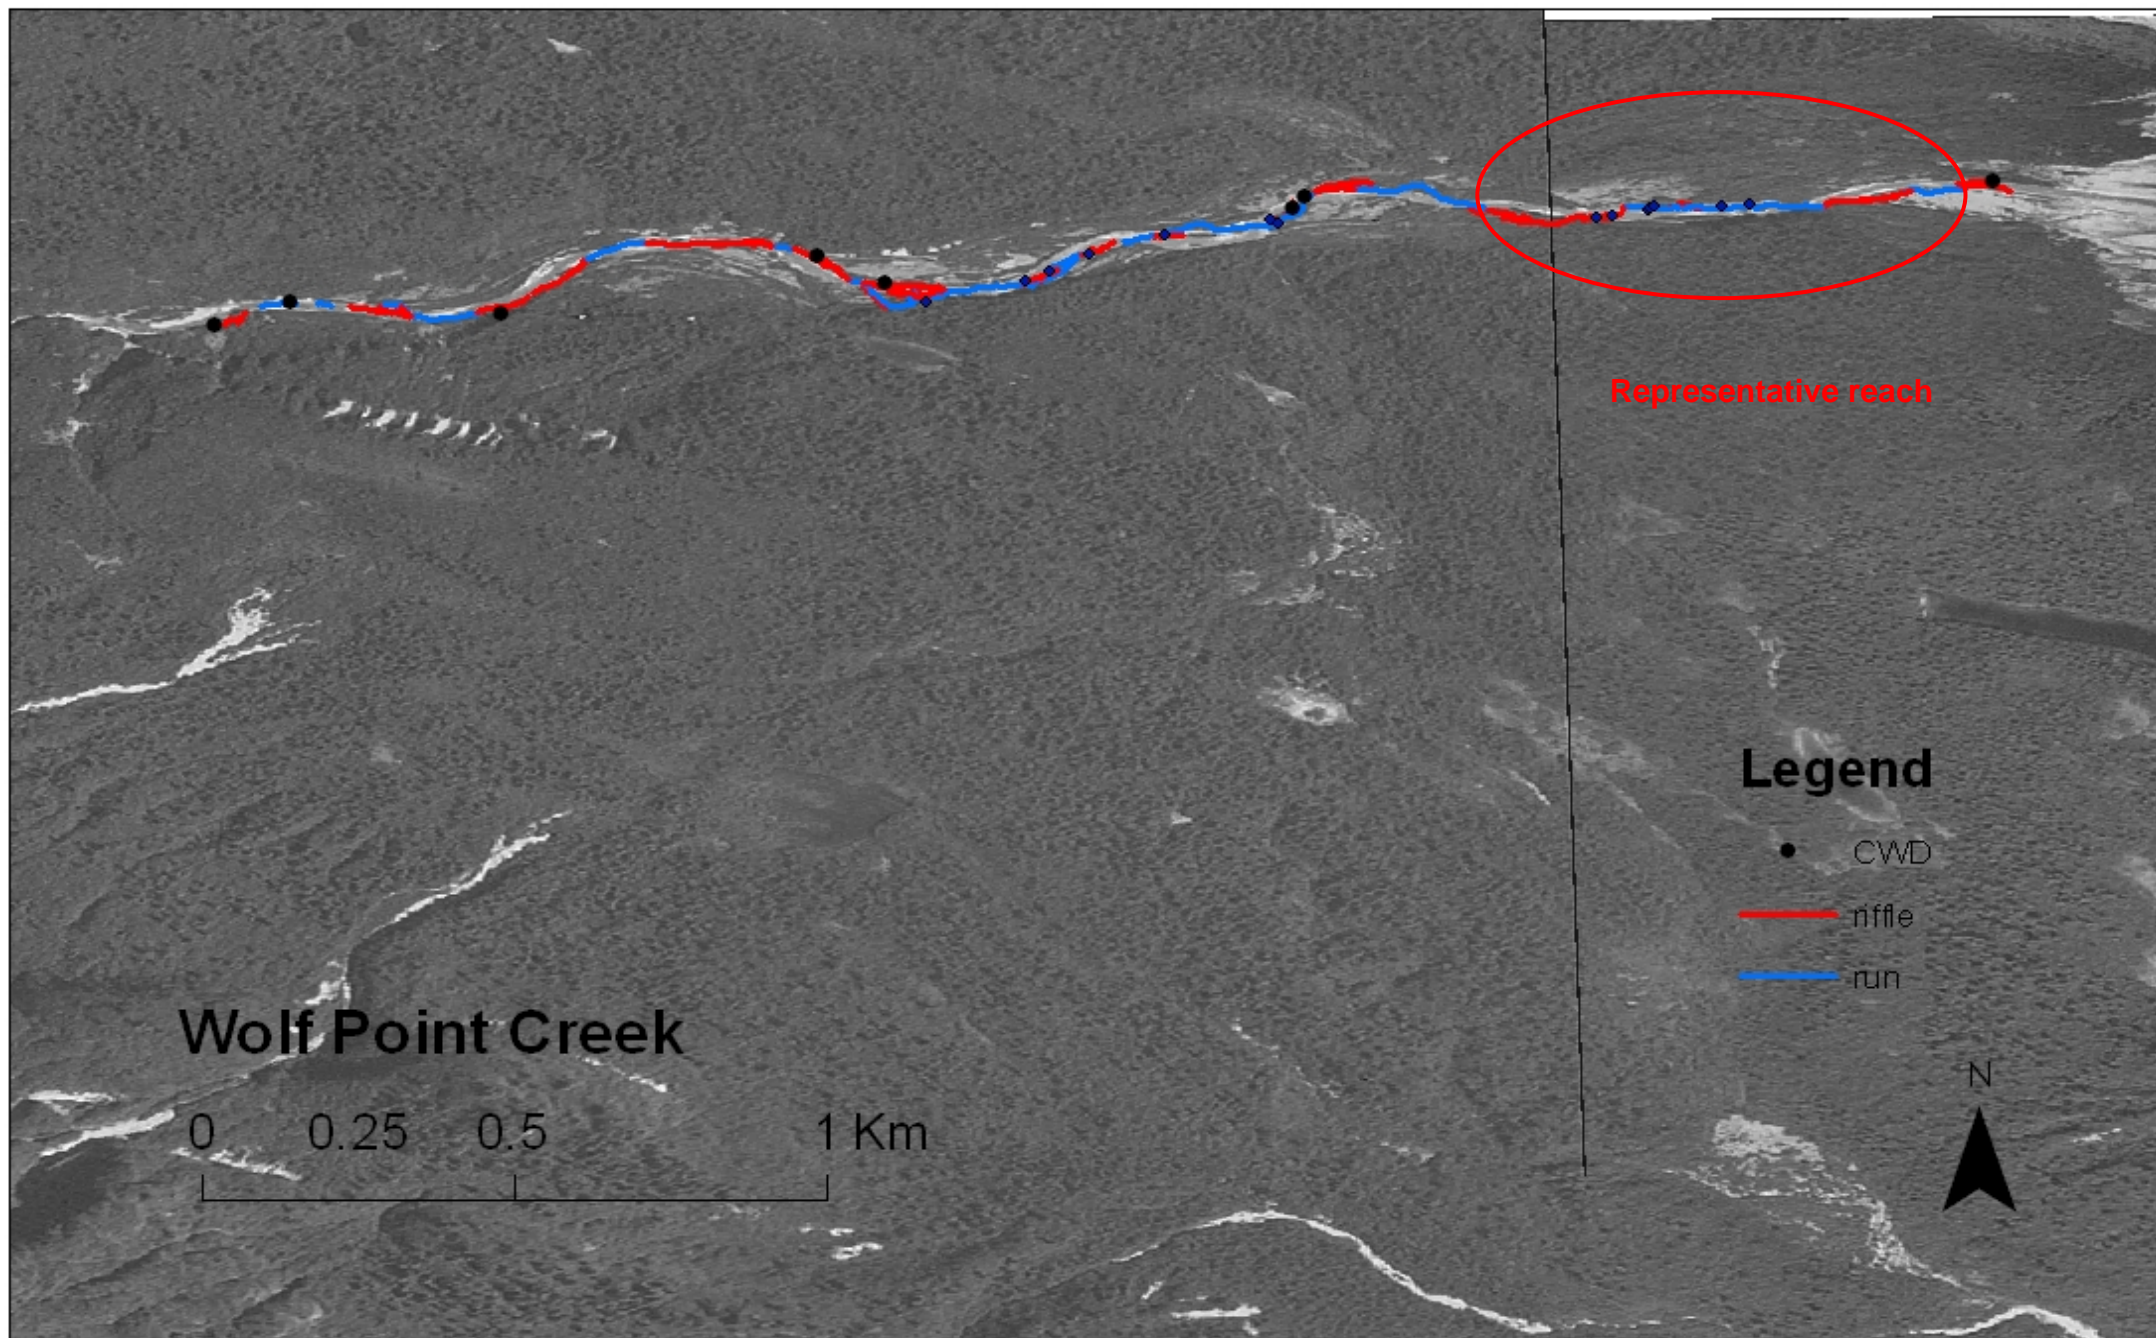 Representative reach
Legend
CWD
riffle
run
Wolf Point Creek
N
0 0.25 0.5 1 Km